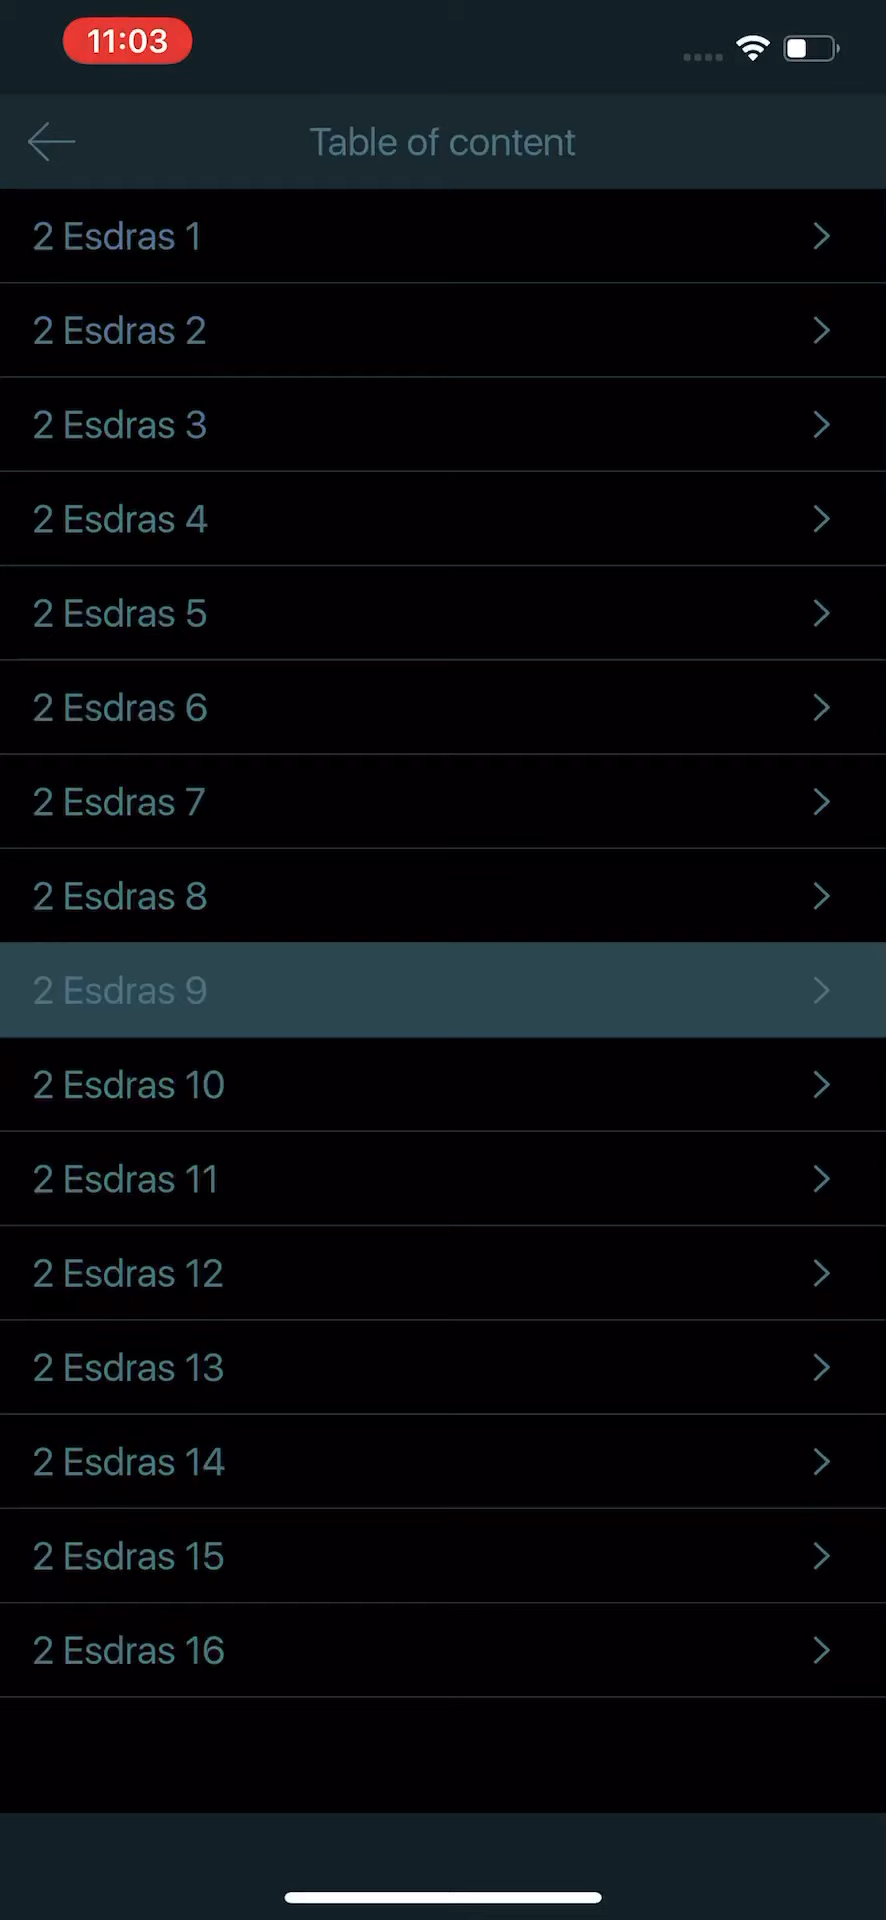 11:03
Table of content
2 Esdras 1
2 Esdras 2
2 Esdras 3
2 Esdras 4
2 Esdras 5
2 Esdras 6
2 Esdras 7
2 Esdras 8
2 Esdras 9
2 Esdras 10
2 Esdras 11
2 Esdras 12
2 Esdras 13
2 Esdras 14
2 Esdras 15
2 Esdras 16